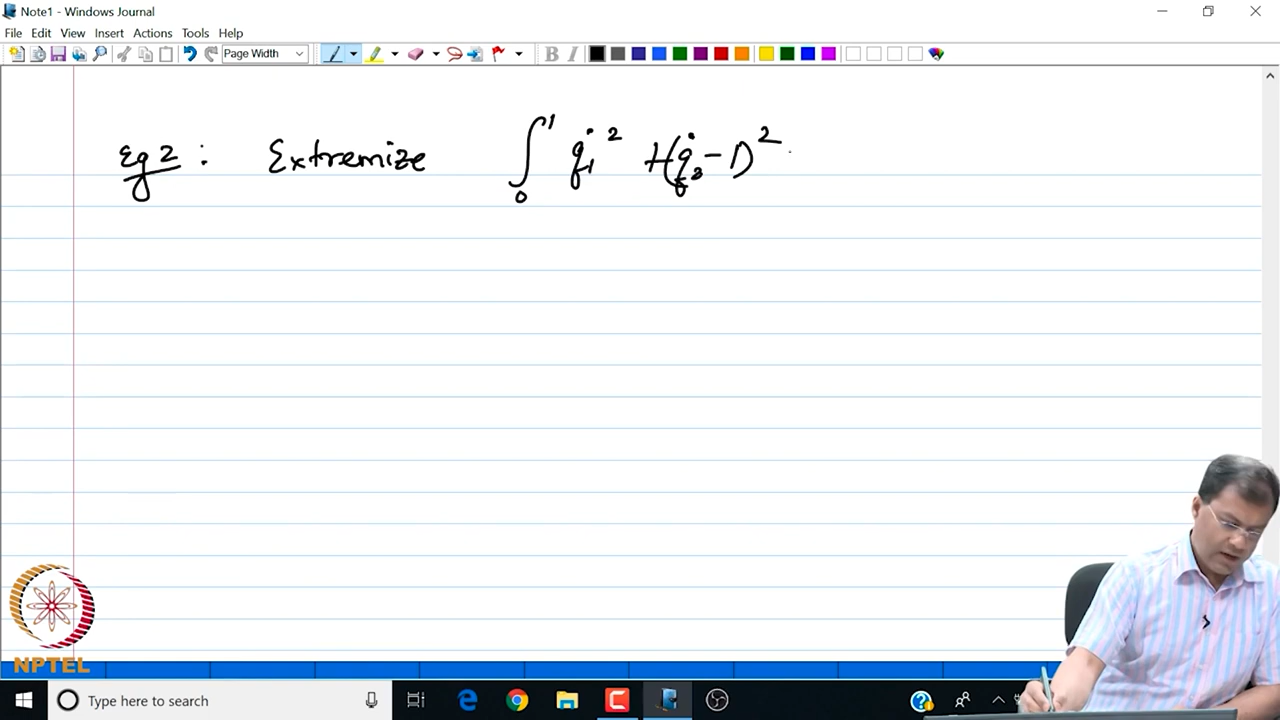 Note1 - Windows Journal
File Edit View Insert Actions Tools Help
Page Width
B I
Eg 2 : Extremize ∫₀¹ q̇₁² + (q̇₂ - 1)²
NPTEL
Type here to search